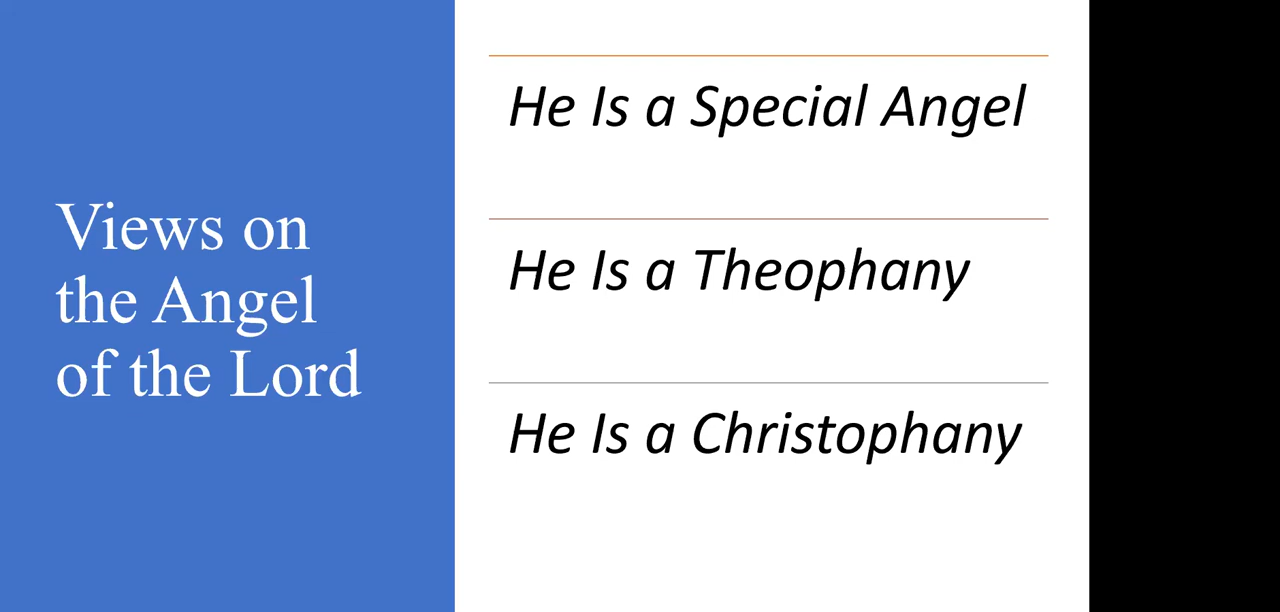 Views on
the Angel
of the Lord
He Is a Special Angel
He Is a Theophany
He Is a Christophany